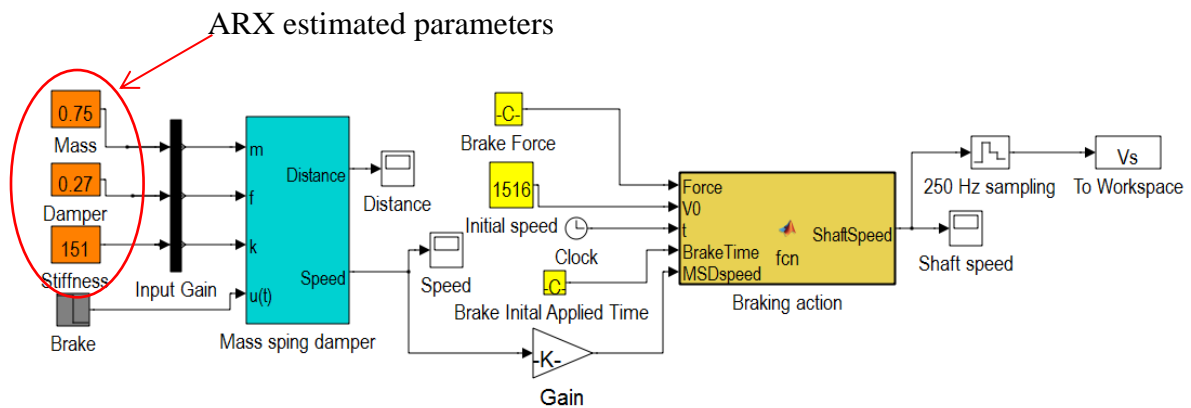 ARX estimated parameters
0.75
Mass
0.27
Damper
151
Stiffness
Brake
Input Gain
m
f
k
u(t)
Distance
Speed
Mass sping damper
Distance
Speed
-C-
Brake Force
1516
Initial speed
Clock
-C-
Brake Inital Applied Time
-K-
Gain
Force
V0
t
BrakeTime
MSDspeed
fcn
ShaftSpeed
Braking action
250 Hz sampling
Vs
To Workspace
Shaft speed